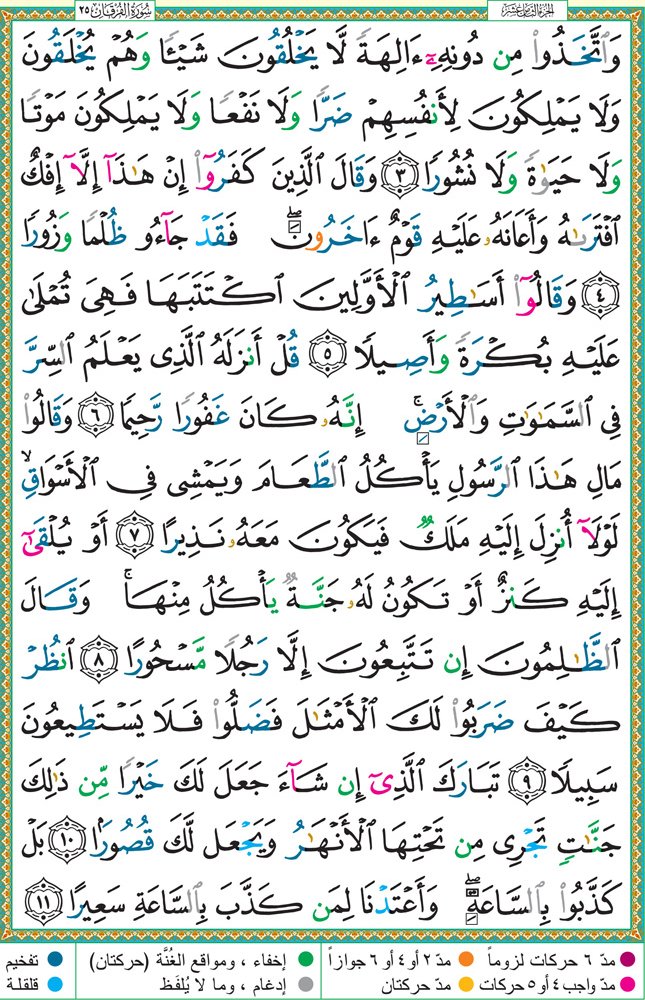 الجزء الثامن عشر
سورة الفرقان ٢٥
وَٱتَّخَذُوا۟ مِن دُونِهِۦٓ ءَالِهَةً لَّا يَخْلُقُونَ شَيْـًٔا وَهُمْ يُخْلَقُونَ
وَلَا يَمْلِكُونَ لِأَنفُسِهِمْ ضَرًّا وَلَا نَفْعًا وَلَا يَمْلِكُونَ مَوْتًا
وَلَا حَيَوٰةً وَلَا نُشُورًا ٣ وَقَالَ ٱلَّذِينَ كَفَرُوٓا۟ إِنْ هَٰذَآ إِلَّآ إِفْكٌ
ٱفْتَرَىٰهُ وَأَعَانَهُۥ عَلَيْهِ قَوْمٌ ءَاخَرُونَ ۖ فَقَدْ جَآءُو ظُلْمًا وَزُورًا
٤ وَقَالُوٓا۟ أَسَٰطِيرُ ٱلْأَوَّلِينَ ٱكْتَتَبَهَا فَهِىَ تُمْلَىٰ
عَلَيْهِ بُكْرَةً وَأَصِيلًا ٥ قُلْ أَنزَلَهُ ٱلَّذِى يَعْلَمُ ٱلسِّرَّ
فِى ٱلسَّمَٰوَٰتِ وَٱلْأَرْضِ ۚ إِنَّهُۥ كَانَ غَفُورًا رَّحِيمًا ٦ وَقَالُوا۟
مَالِ هَٰذَا ٱلرَّسُولِ يَأْكُلُ ٱلطَّعَامَ وَيَمْشِى فِى ٱلْأَسْوَاقِ ۙ
لَوْلَآ أُنزِلَ إِلَيْهِ مَلَكٌ فَيَكُونَ مَعَهُۥ نَذِيرًا ٧ أَوْ يُلْقَىٰٓ
إِلَيْهِ كَنزٌ أَوْ تَكُونُ لَهُۥ جَنَّةٌ يَأْكُلُ مِنْهَا ۚ وَقَالَ
ٱلظَّٰلِمُونَ إِن تَتَّبِعُونَ إِلَّا رَجُلًا مَّسْحُورًا ٨ ٱنظُرْ
كَيْفَ ضَرَبُوا۟ لَكَ ٱلْأَمْثَٰلَ فَضَلُّوا۟ فَلَا يَسْتَطِيعُونَ
سَبِيلًا ٩ تَبَارَكَ ٱلَّذِىٓ إِن شَآءَ جَعَلَ لَكَ خَيْرًا مِّن ذَٰلِكَ
جَنَّٰتٍ تَجْرِى مِن تَحْتِهَا ٱلْأَنْهَٰرُ وَيَجْعَل لَّكَ قُصُورًۢا ١٠ بَلْ
كَذَّبُوا۟ بِٱلسَّاعَةِ ۖ وَأَعْتَدْنَا لِمَن كَذَّبَ بِٱلسَّاعَةِ سَعِيرًا ١١
مدّ ٦ حركات لزوماً مدّ ٢ أو ٤ أو ٦ جوازاً إخفاء ، ومواقع الغُنَّة (حركتان) تفخيم
مدّ واجب ٤ أو ٥ حركات مدّ حركتان إدغام ، وما لا يُلفَظ قلقلة